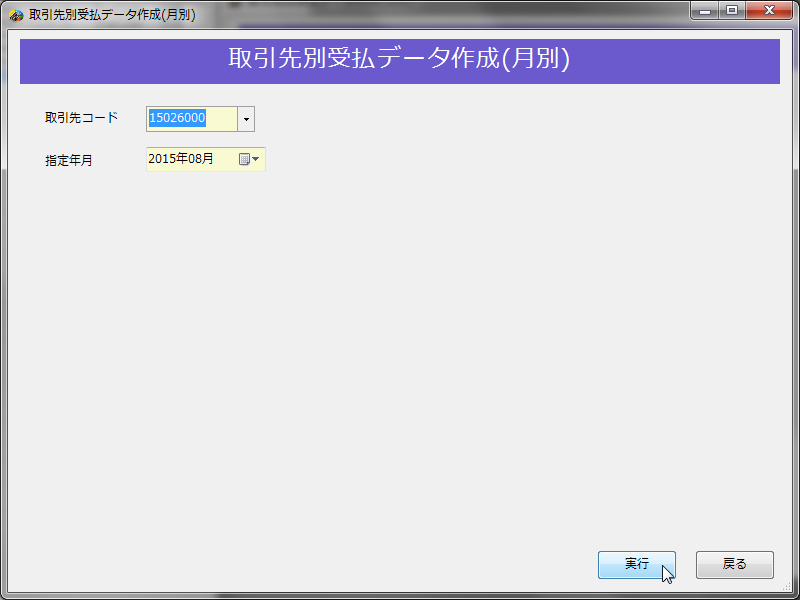 取引先別受払データ作成(月別)
取引先別受払データ作成(月別)
取引先コード 15026000
指定年月 2015年08月
実行 戻る